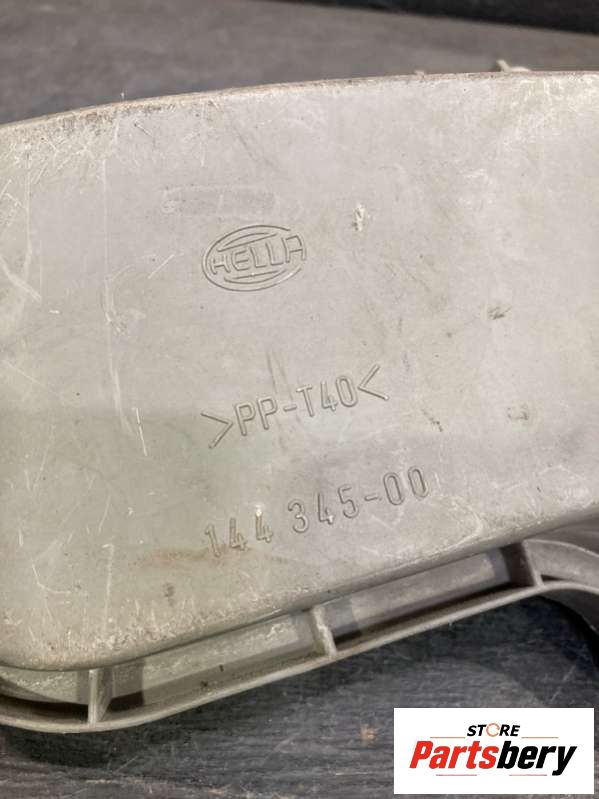 HELLA
>PP-T40<
144 345-00
STORE
Partsbery